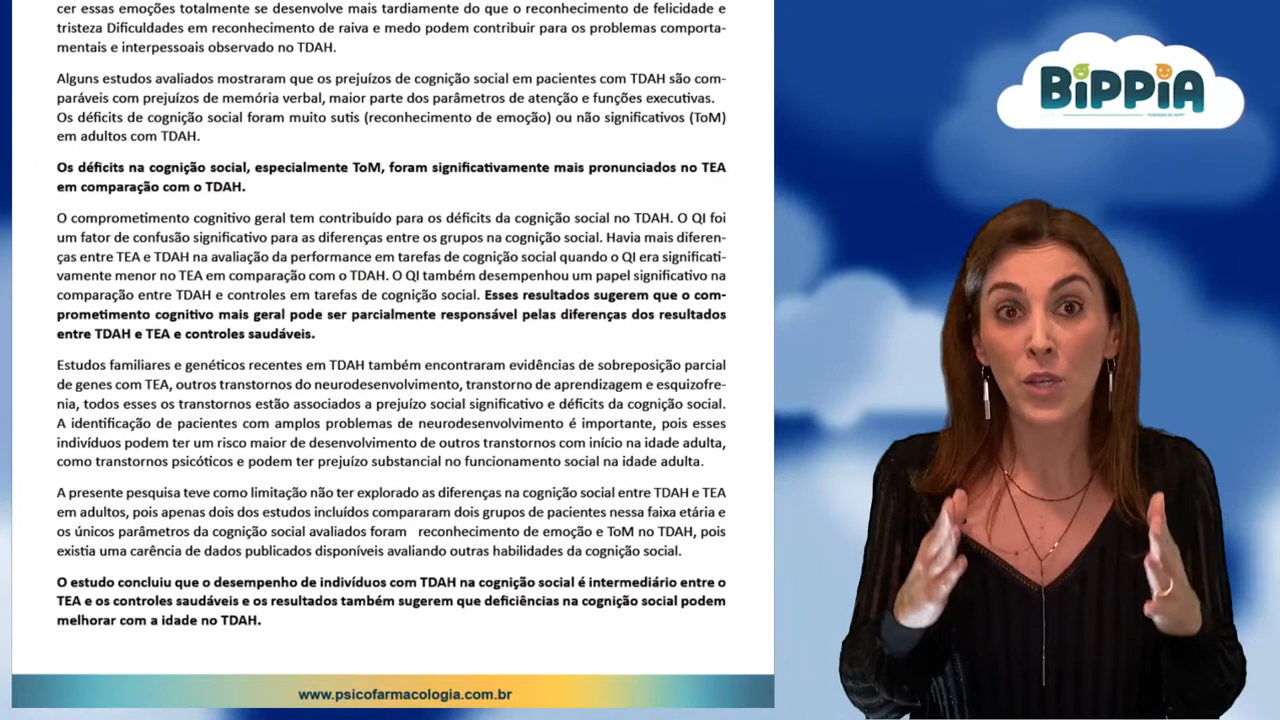 cer essas emoções totalmente se desenvolve mais tardiamente do que o reconhecimento de felicidade e
tristeza Dificuldades em reconhecimento de raiva e medo podem contribuir para os problemas comporta-
mentais e interpessoais observado no TDAH.
Alguns estudos avaliados mostraram que os prejuízos de cognição social em pacientes com TDAH são com-
paráveis com prejuízos de memória verbal, maior parte dos parâmetros de atenção e funções executivas.
Os déficits de cognição social foram muito sutis (reconhecimento de emoção) ou não significativos (ToM)
em adultos com TDAH.
Os déficits na cognição social, especialmente ToM, foram significativamente mais pronunciados no TEA
em comparação com o TDAH.
O comprometimento cognitivo geral tem contribuído para os déficits da cognição social no TDAH. O QI foi
um fator de confusão significativo para as diferenças entre os grupos na cognição social. Havia mais diferen-
ças entre TEA e TDAH na avaliação da performance em tarefas de cognição social quando o QI era significati-
vamente menor no TEA em comparação com o TDAH. O QI também desempenhou um papel significativo na
comparação entre TDAH e controles em tarefas de cognição social. Esses resultados sugerem que o com-
prometimento cognitivo mais geral pode ser parcialmente responsável pelas diferenças dos resultados
entre TDAH e TEA e controles saudáveis.
Estudos familiares e genéticos recentes em TDAH também encontraram evidências de sobreposição parcial
de genes com TEA, outros transtornos do neurodesenvolvimento, transtorno de aprendizagem e esquizofre-
nia, todos esses os transtornos estão associados a prejuízo social significativo e déficits da cognição social.
A identificação de pacientes com amplos problemas de neurodesenvolvimento é importante, pois esses
indivíduos podem ter um risco maior de desenvolvimento de outros transtornos com início na idade adulta,
como transtornos psicóticos e podem ter prejuízo substancial no funcionamento social na idade adulta.
A presente pesquisa teve como limitação não ter explorado as diferenças na cognição social entre TDAH e TEA
em adultos, pois apenas dois dos estudos incluídos compararam dois grupos de pacientes nessa faixa etária e
os únicos parâmetros da cognição social avaliados foram reconhecimento de emoção e ToM no TDAH, pois
existia uma carência de dados publicados disponíveis avaliando outras habilidades da cognição social.
O estudo concluiu que o desempenho de indivíduos com TDAH na cognição social é intermediário entre o
TEA e os controles saudáveis e os resultados também sugerem que deficiências na cognição social podem
melhorar com a idade no TDAH.
www.psicofarmacologia.com.br
BiPPiA